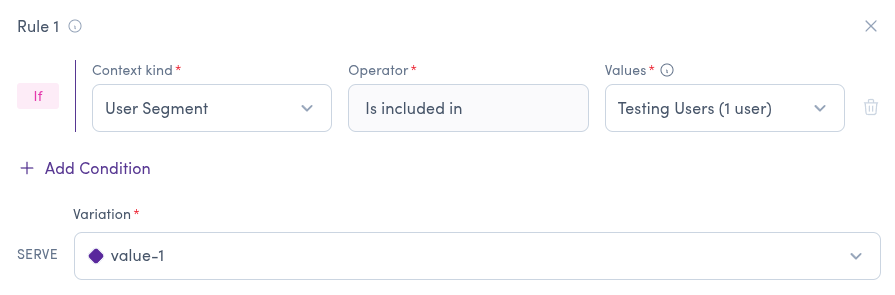 Rule 1
Context kind* Operator* Values*
If User Segment Is included in Testing Users (1 user)
+ Add Condition
Variation*
SERVE value-1